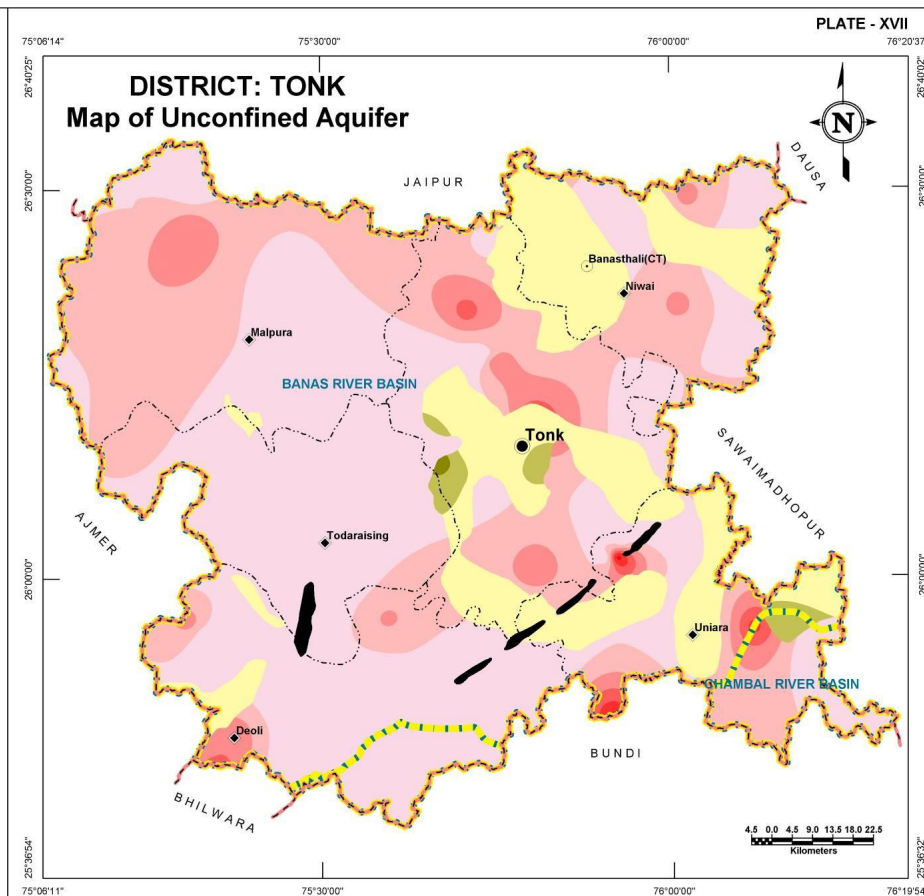 PLATE - XVII
75°06'14"
75°30'00"
76°00'00"
76°20'37"
26°40'25"
26°40'02"
DISTRICT: TONK
Map of Unconfined Aquifer
N
DAUSA
JAIPUR
26°30'00"
26°30'00"
Banasthali(CT)
Niwai
Malpura
BANAS RIVER BASIN
Tonk
SAWAIMADHOPUR
AJMER
Todaraising
26°00'00"
26°00'00"
Uniara
CHAMBAL RIVER BASIN
Deoli
BUNDI
BHILWARA
4.5 0.0 4.5 9.0 13.5 18.0 22.5
Kilometers
25°36'54"
25°36'32"
75°06'11"
75°30'00"
76°00'00"
76°19'54"